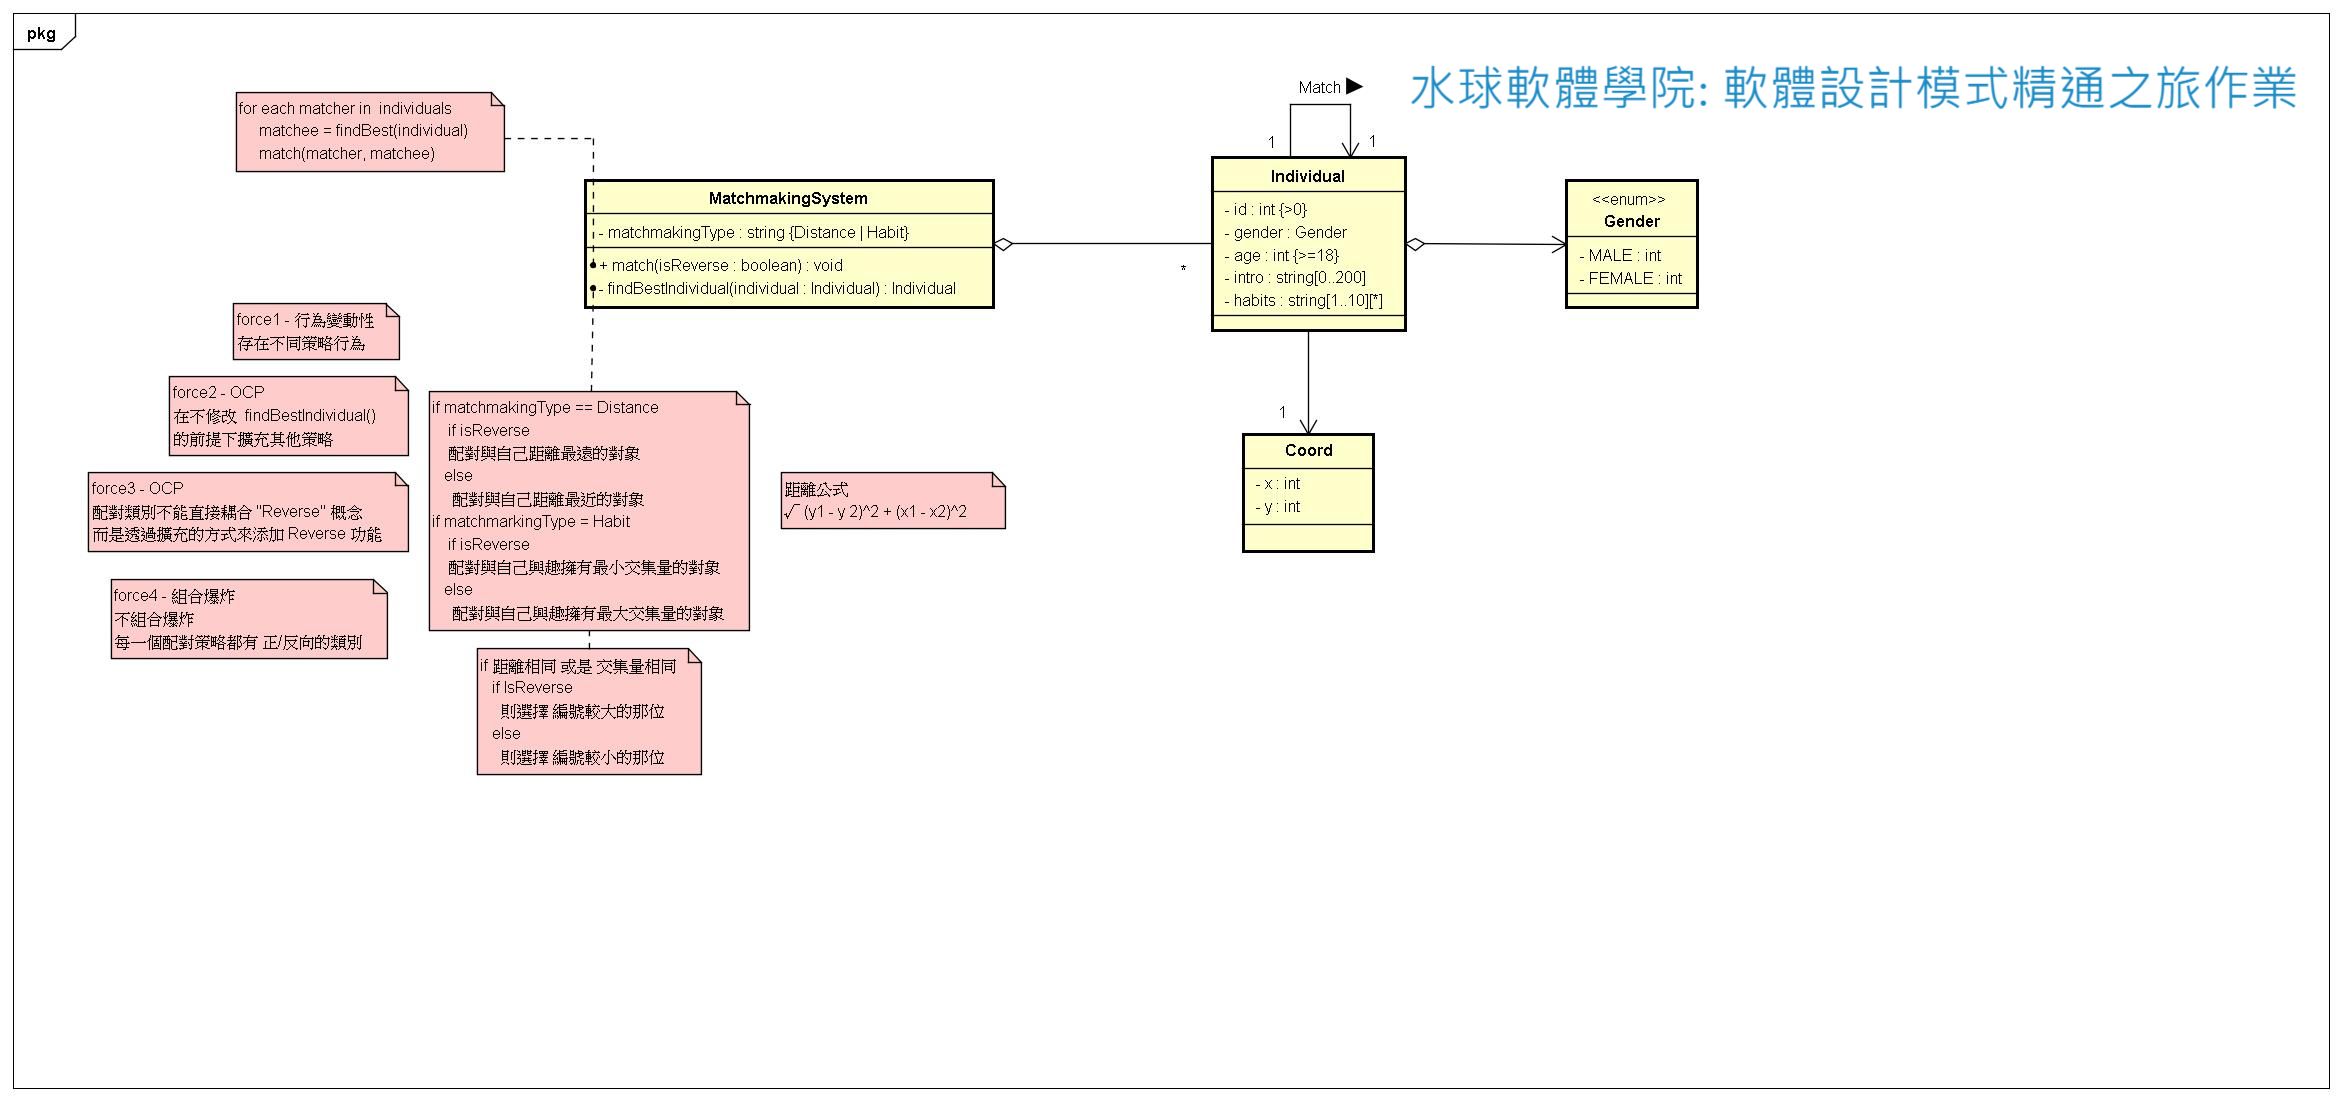 pkg
水球軟體學院: 軟體設計模式精通之旅作業
Match
1
1
for each matcher in individuals
matchee = findBest(individual)
match(matcher, matchee)
MatchmakingSystem
- matchmakingType : string {Distance | Habit}
+ match(isReverse : boolean) : void
- findBestIndividual(individual : Individual) : Individual
*
Individual
- id : int {>0}
- gender : Gender
- age : int {>=18}
- intro : string[0..200]
- habits : string[1..10][*]
<<enum>>
Gender
- MALE : int
- FEMALE : int
1
Coord
- x : int
- y : int
force1 - 行為變動性
存在不同策略行為
force2 - OCP
在不修改 findBestIndividual()
的前提下擴充其他策略
force3 - OCP
配對類別不能直接耦合 "Reverse" 概念
而是透過擴充的方式來添加 Reverse 功能
force4 - 組合爆炸
不組合爆炸
每一個配對策略都有 正/反向的類別
if matchmakingType == Distance
if isReverse
配對與自己距離最遠的對象
else
配對與自己距離最近的對象
if matchmarkingType = Habit
if isReverse
配對與自己興趣擁有最小交集量的對象
else
配對與自己興趣擁有最大交集量的對象
距離公式
√ (y1 - y 2)^2 + (x1 - x2)^2
if 距離相同 或是 交集量相同
if IsReverse
則選擇 編號較大的那位
else
則選擇 編號較小的那位